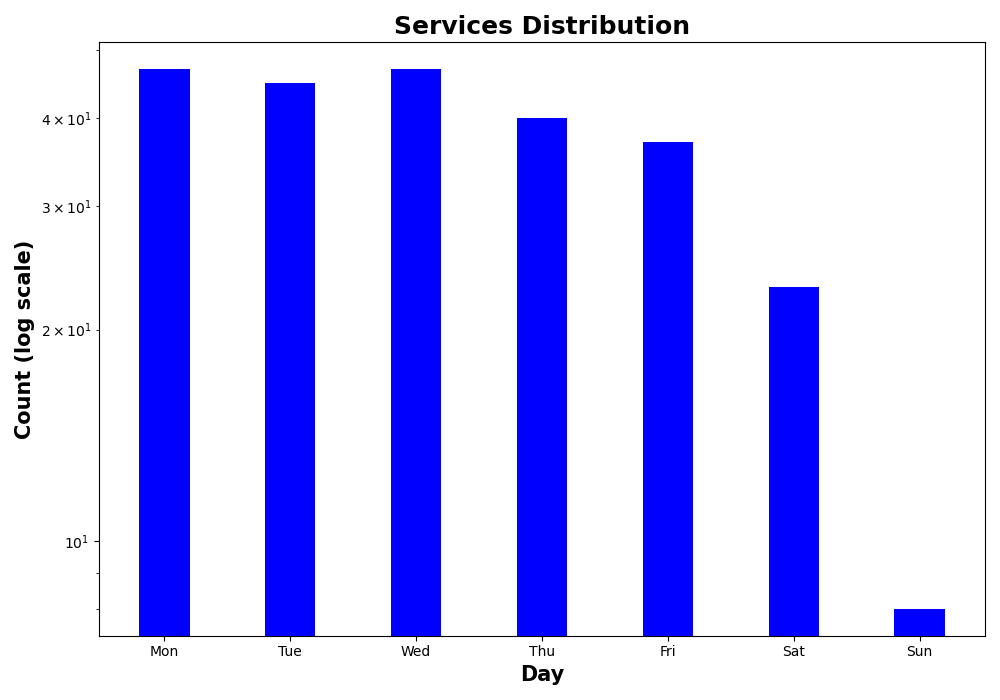 Services Distribution
Count (log scale)
4 × 10¹
3 × 10¹
2 × 10¹
10¹
Mon Tue Wed Thu Fri Sat Sun
Day